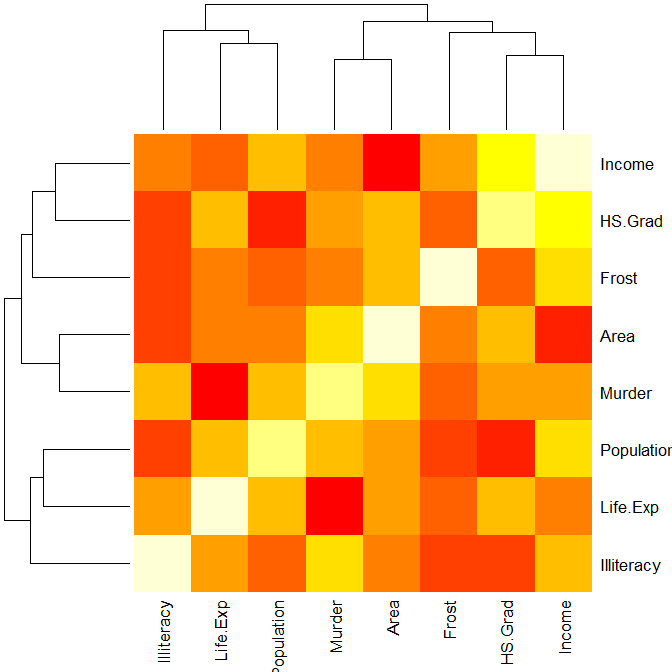 Income
HS.Grad
Frost
Area
Murder
Population
Life.Exp
Illiteracy
Illiteracy
Life.Exp
Population
Murder
Area
Frost
HS.Grad
Income